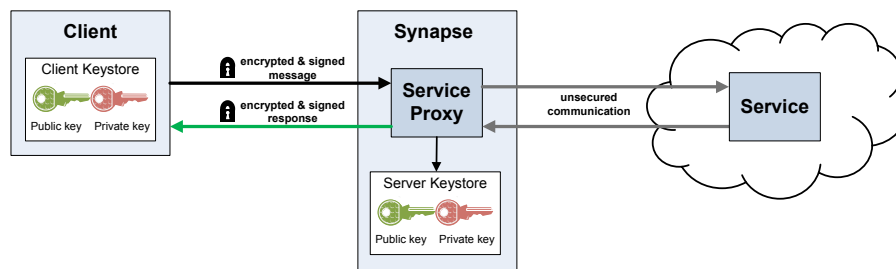 Client
Client Keystore
Public key
Private key
encrypted & signed
message
encrypted & signed
response
Synapse
Service
Proxy
Server Keystore
Public key
Private key
unsecured
communication
Service